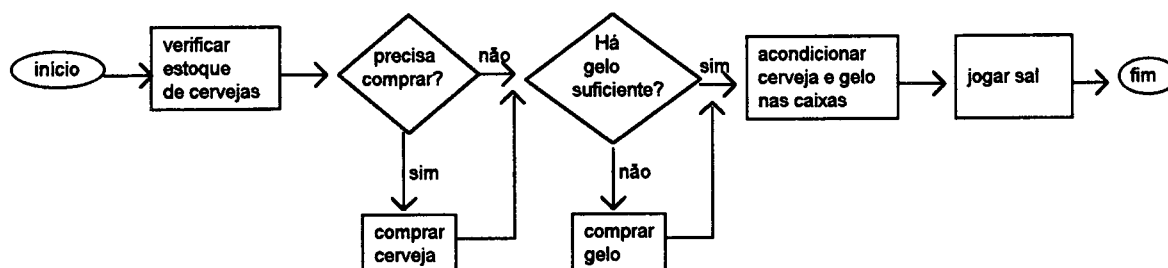 início
verificar
estoque
de cervejas
precisa
comprar?
não
sim
comprar
cerveja
Há
gelo
suficiente?
sim
não
comprar
gelo
acondicionar
cerveja e gelo
nas caixas
jogar sal
fim